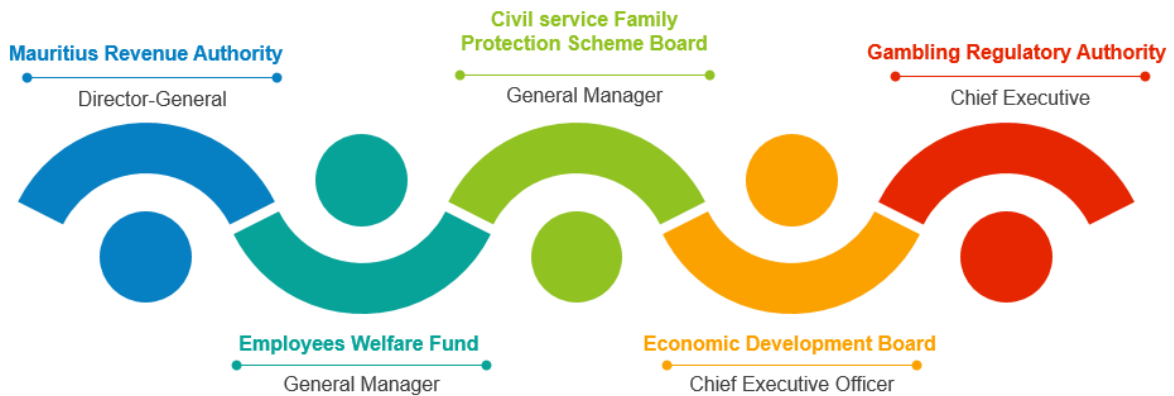 Mauritius Revenue Authority
Director-General
Employees Welfare Fund
General Manager
Civil service Family
Protection Scheme Board
General Manager
Economic Development Board
Chief Executive Officer
Gambling Regulatory Authority
Chief Executive